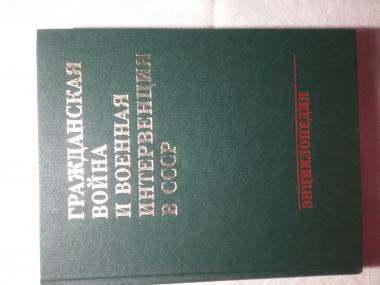 ГРАЖДАНСКАЯ
ВОЙНА
И ВОЕННАЯ
ИНТЕРВЕНЦИЯ
В СССР
ЭНЦИКЛОПЕДИЯ